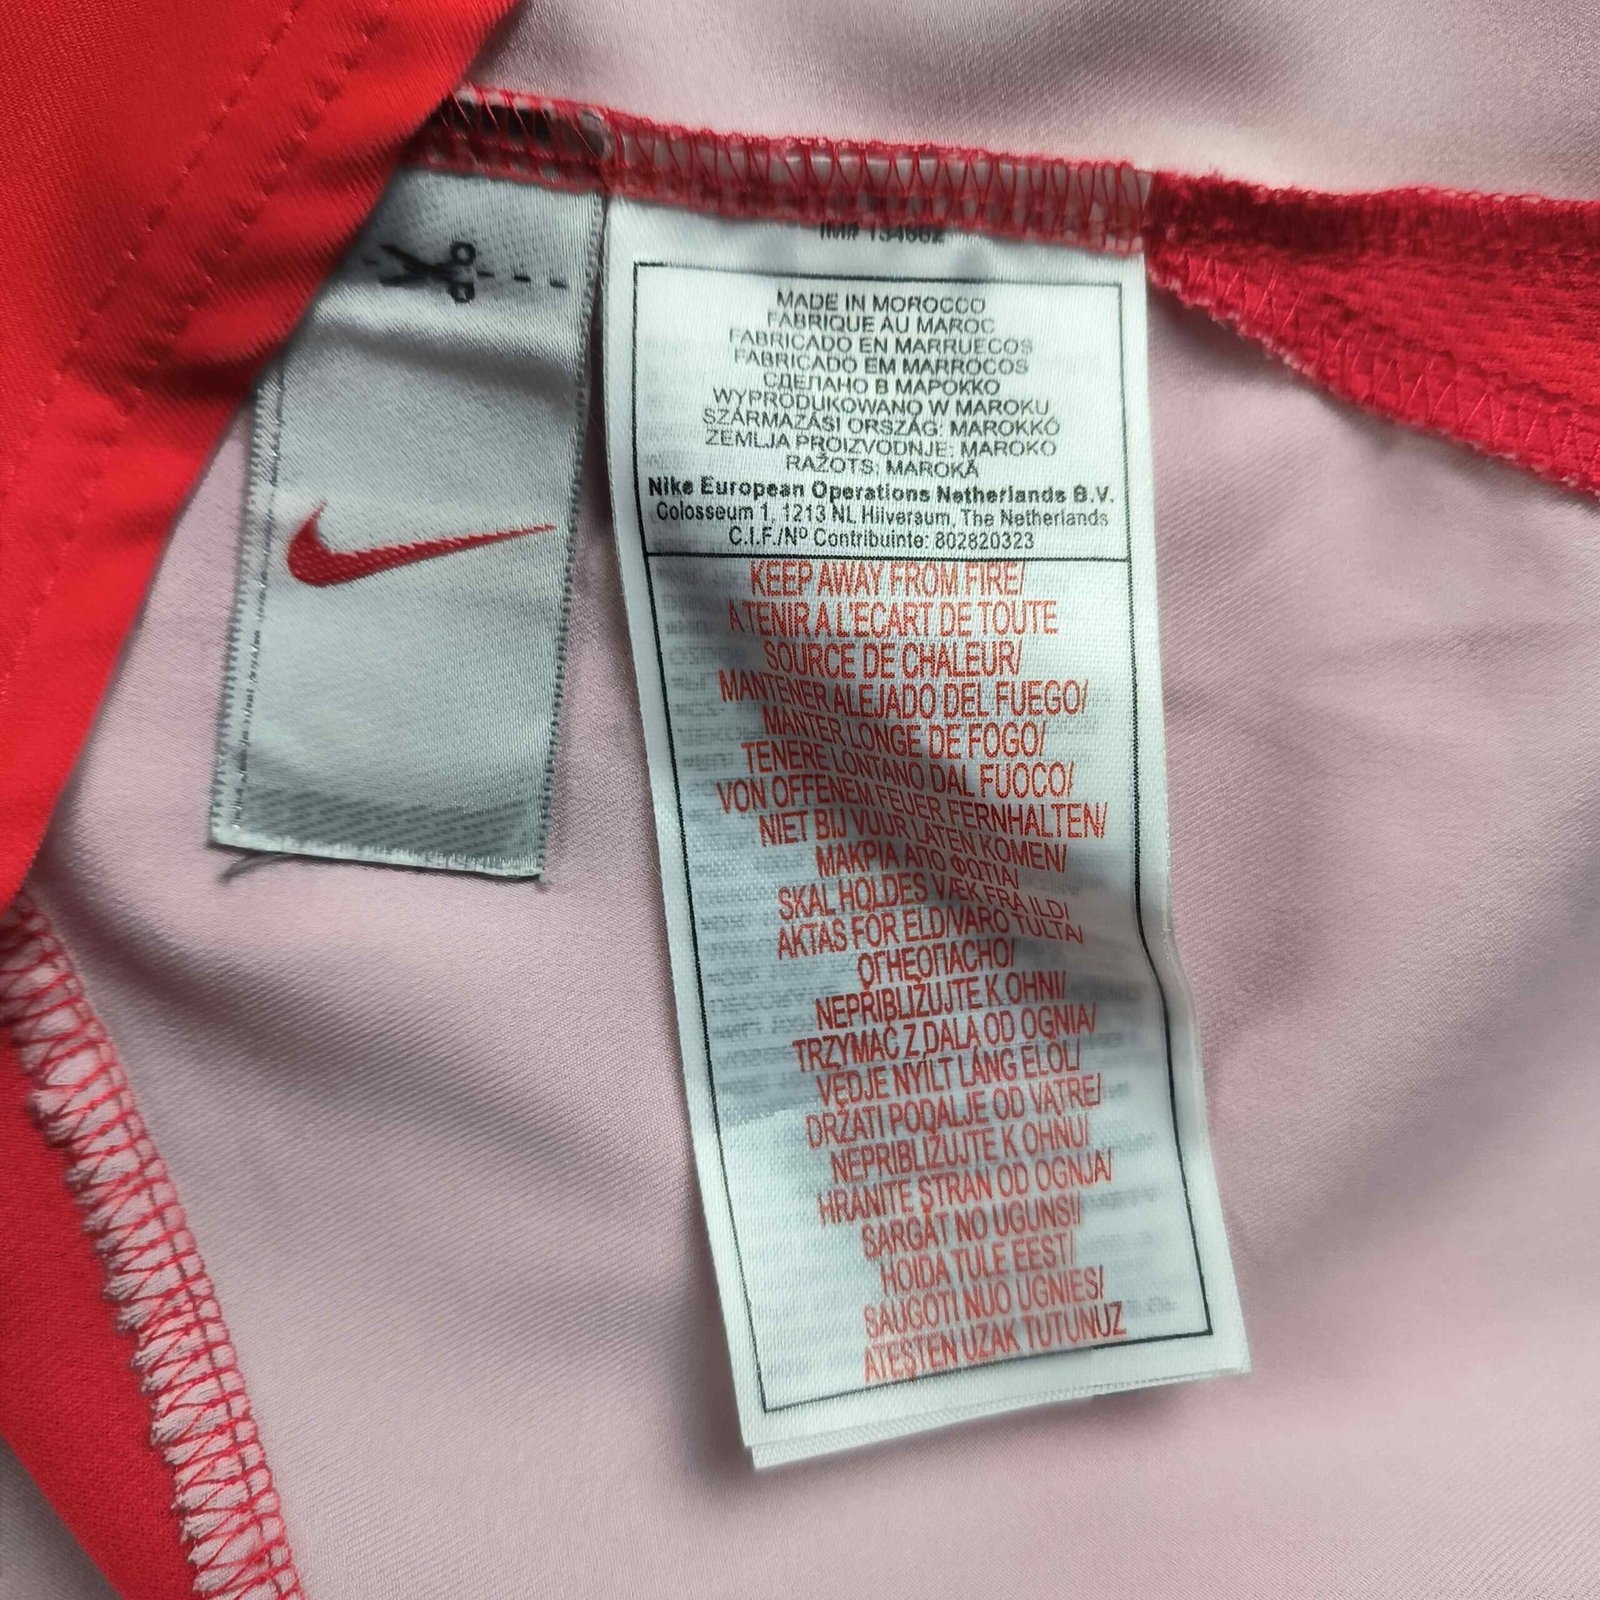 MADE IN MOROCCO
FABRIQUE AU MAROC
FABRICADO EN MARRUECOS
FABRICADO EM MARROCOS
СДЕЛАНО В МАРОККО
WYPRODUKOWANO W MAROKU
SZÁRMAZÁSI ORSZÁG: MAROKKÓ
ZEMLJA PROIZVODNJE: MAROKO
RAŽOTS: MAROKĀ
Nike European Operations Netherlands B.V.
Colosseum 1, 1213 NL Hilversum, The Netherlands
C.I.F./Nº Contribuinte: 802820323
KEEP AWAY FROM FIRE/
A TENIR A L'ECART DE TOUTE
SOURCE DE CHALEUR/
MANTENER ALEJADO DEL FUEGO/
MANTER LONGE DE FOGO/
TENERE LONTANO DAL FUOCO/
VON OFFENEM FEUER FERNHALTEN/
NIET BIJ VUUR LATEN KOMEN/
ΜΑΚΡΙΑ ΑΠΟ ΦΩΤΙΑ/
SKAL HOLDES VÆK FRA ILD/
AKTAS FÖR ELD/VARO TULTA/
ОГНЕОПАСНО/
NEPŘIBLIŽUJTE K OHNI/
TRZYMAĆ Z DALA OD OGNIA/
VÉDJE NYÍLT LÁNG ELŐL/
DRŽATI PODALJE OD VATRE/
NEPRIBLIŽUJTE K OHŇU/
HRANITE STRAN OD OGNJA/
SARGĀT NO UGUNS!/
HOIDA TULE EEST/
SAUGOTI NUO UGNIES/
ATEŞTEN UZAK TUTUNUZ